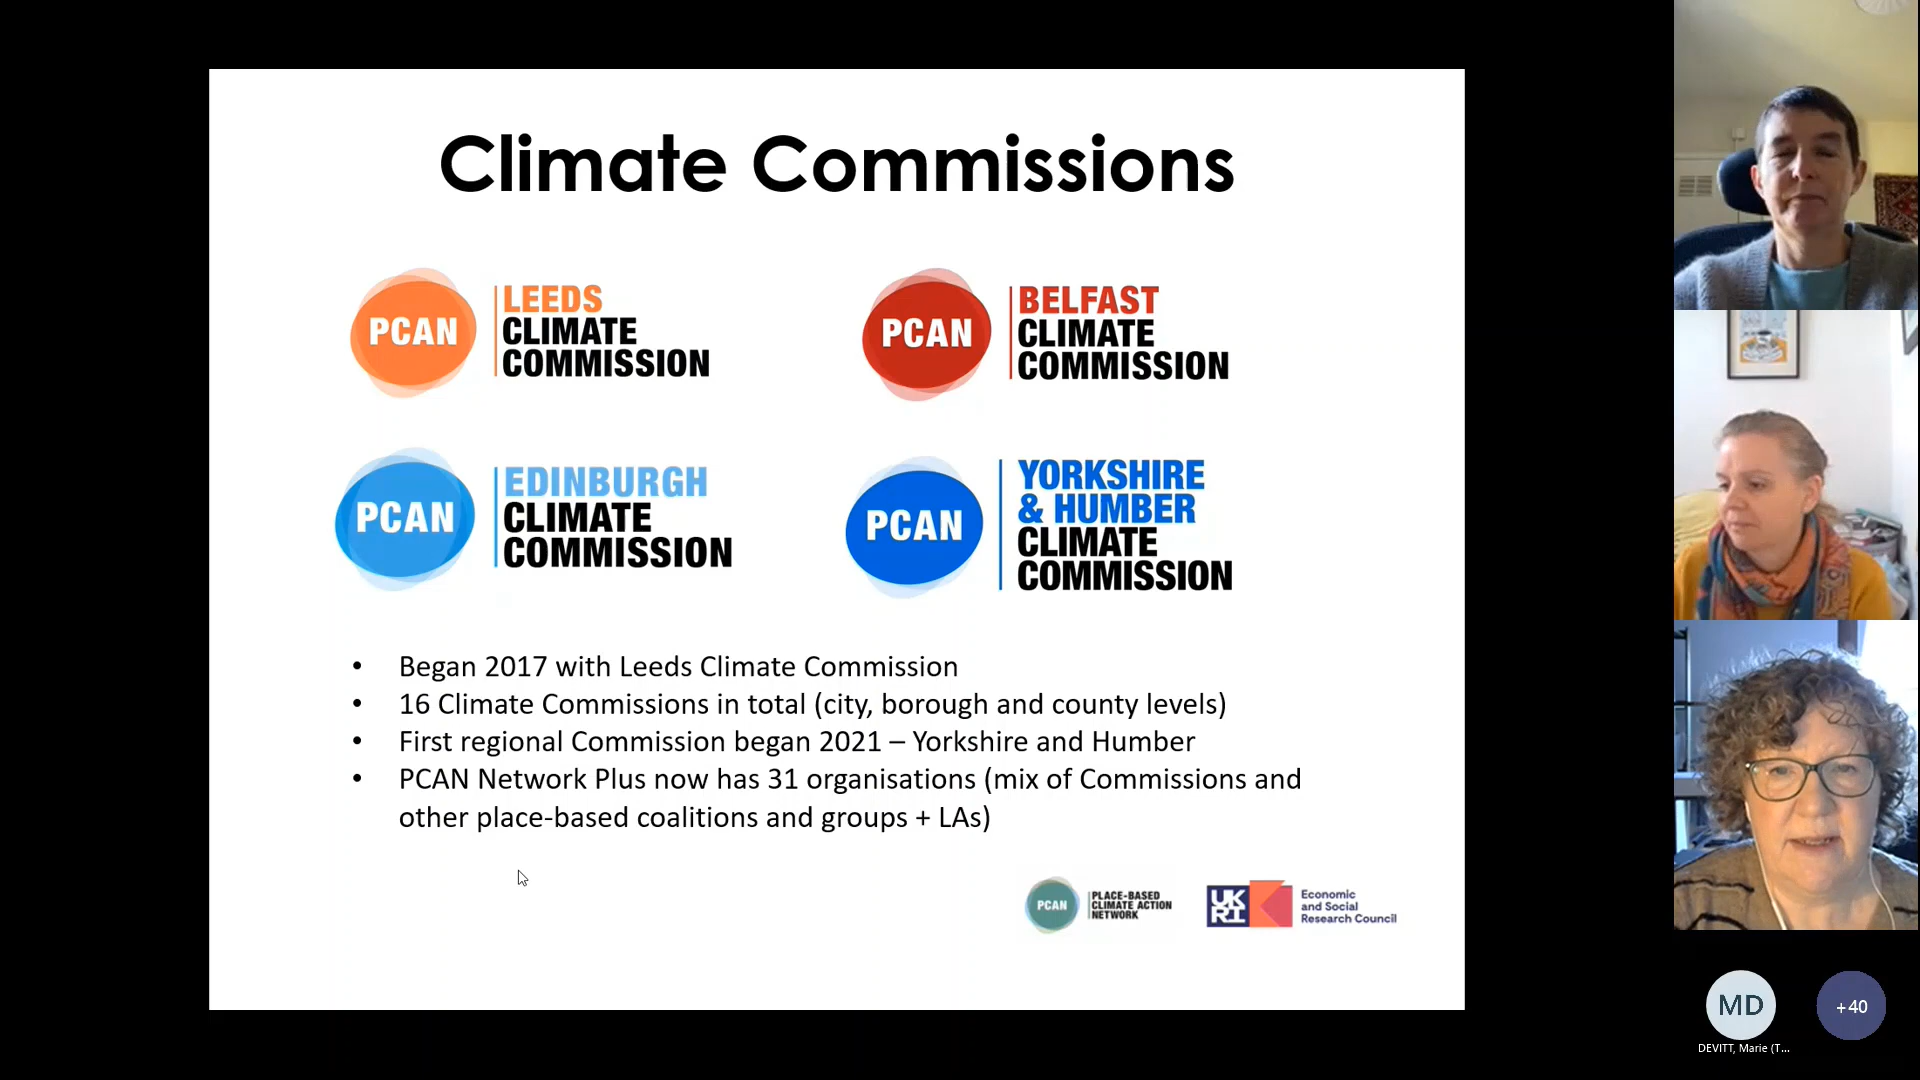 Climate Commissions
PCAN
LEEDS
CLIMATE
COMMISSION
PCAN
BELFAST
CLIMATE
COMMISSION
PCAN
EDINBURGH
CLIMATE
COMMISSION
PCAN
YORKSHIRE
& HUMBER
CLIMATE
COMMISSION
• Began 2017 with Leeds Climate Commission
• 16 Climate Commissions in total (city, borough and county levels)
• First regional Commission began 2021 – Yorkshire and Humber
• PCAN Network Plus now has 31 organisations (mix of Commissions and
other place-based coalitions and groups + LAs)
PCAN
PLACE-BASED
CLIMATE ACTION
NETWORK
UK
RI
Economic
and Social
Research Council
MD
+40
DEVITT, Marie (T...